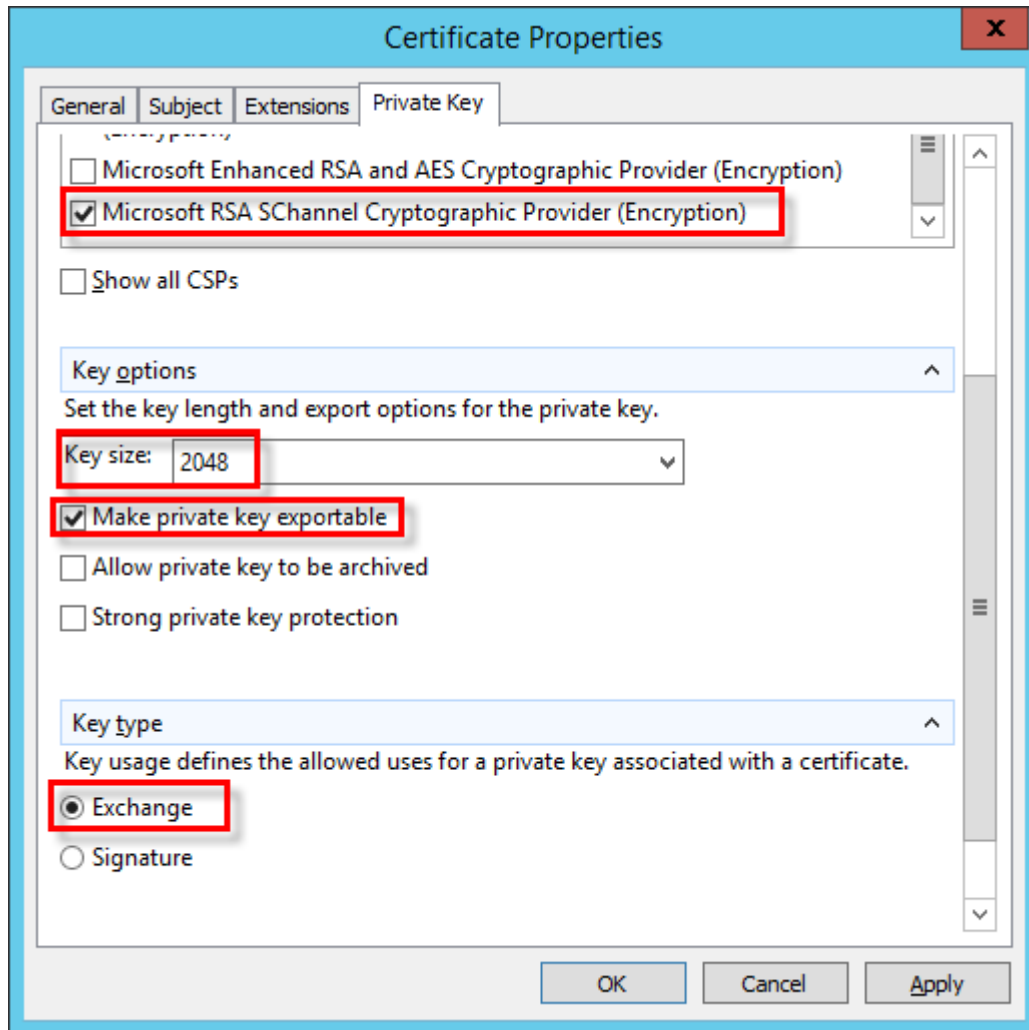 Certificate Properties
x
General Subject Extensions Private Key
Microsoft Enhanced RSA and AES Cryptographic Provider (Encryption)
Microsoft RSA SChannel Cryptographic Provider (Encryption)
Show all CSPs
Key options
Set the key length and export options for the private key.
Key size: 2048
Make private key exportable
Allow private key to be archived
Strong private key protection
Key type
Key usage defines the allowed uses for a private key associated with a certificate.
Exchange
Signature
OK Cancel Apply